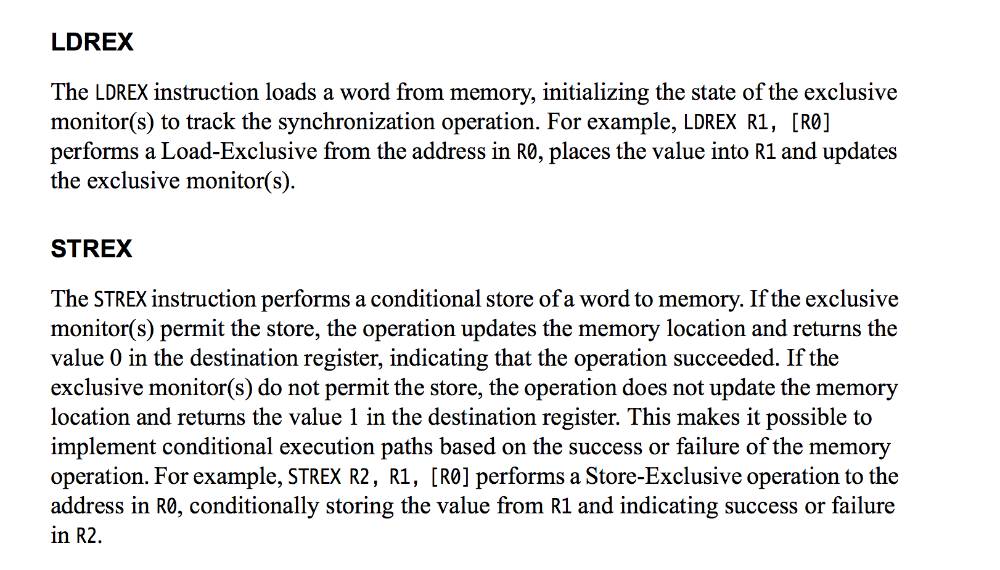 LDREX
The LDREX instruction loads a word from memory, initializing the state of the exclusive
monitor(s) to track the synchronization operation. For example, LDREX R1, [R0]
performs a Load-Exclusive from the address in R0, places the value into R1 and updates
the exclusive monitor(s).
STREX
The STREX instruction performs a conditional store of a word to memory. If the exclusive
monitor(s) permit the store, the operation updates the memory location and returns the
value 0 in the destination register, indicating that the operation succeeded. If the
exclusive monitor(s) do not permit the store, the operation does not update the memory
location and returns the value 1 in the destination register. This makes it possible to
implement conditional execution paths based on the success or failure of the memory
operation. For example, STREX R2, R1, [R0] performs a Store-Exclusive operation to the
address in R0, conditionally storing the value from R1 and indicating success or failure
in R2.